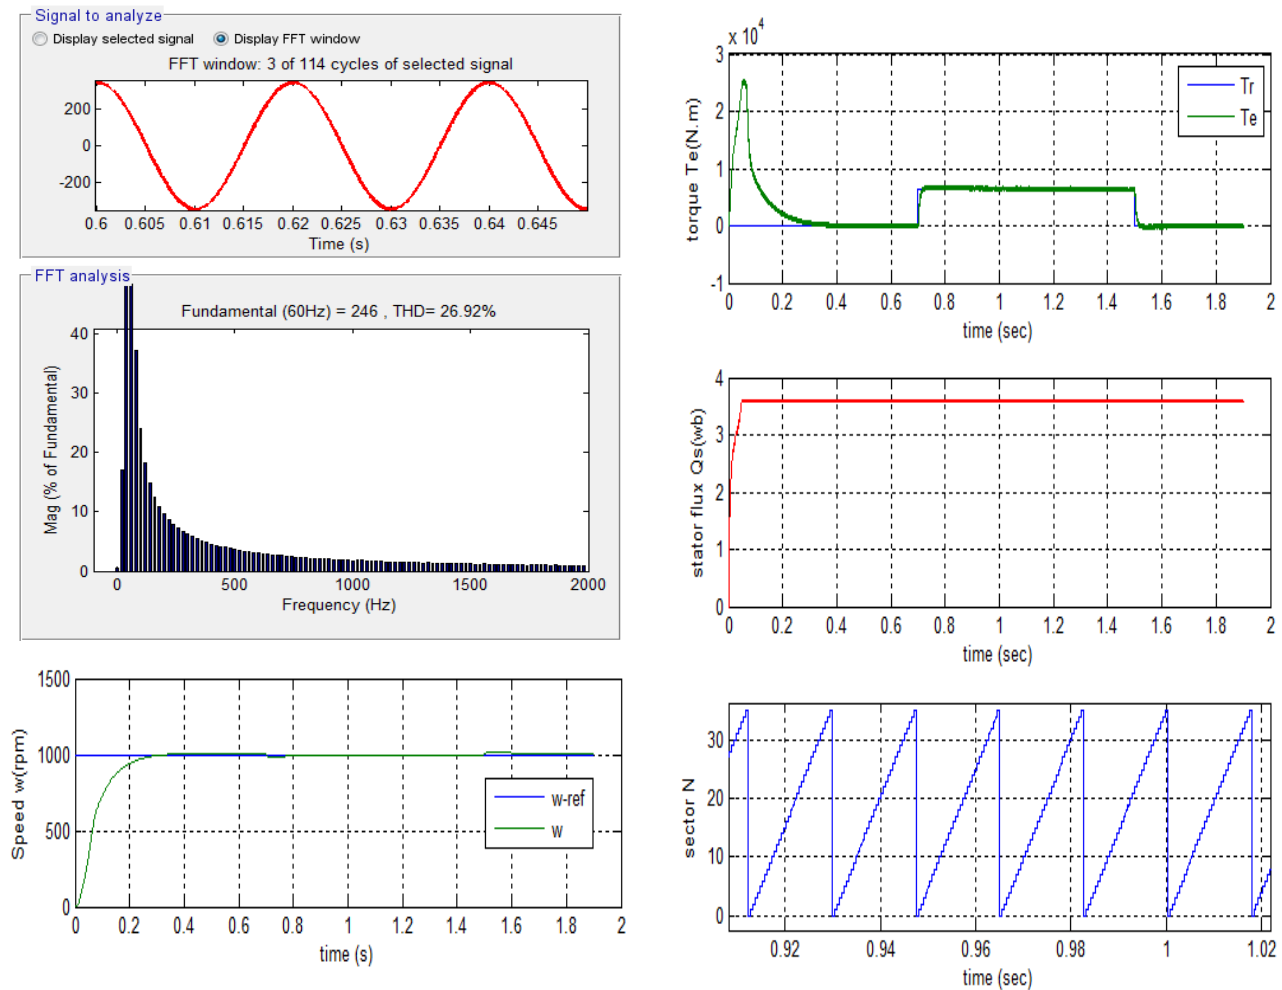 Signal to analyze
Display selected signal Display FFT window
FFT window: 3 of 114 cycles of selected signal
200
0
-200
0.6 0.605 0.61 0.615 0.62 0.625 0.63 0.635 0.64 0.645
Time (s)
FFT analysis
Fundamental (60Hz) = 246 , THD= 26.92%
Mag (% of Fundamental)
40
30
20
10
0
0 500 1000 1500 2000
Frequency (Hz)
Speed w(rpm)
1500
1000
500
0
w-ref
w
0 0.2 0.4 0.6 0.8 1 1.2 1.4 1.6 1.8 2
time (s)
x 10^4
torque Te(N.m)
3
2
1
0
-1
Tr
Te
0 0.2 0.4 0.6 0.8 1 1.2 1.4 1.6 1.8 2
time (sec)
stator flux Qs(wb)
4
3
2
1
0
0 0.2 0.4 0.6 0.8 1 1.2 1.4 1.6 1.8 2
time (sec)
sector N
30
20
10
0
0.92 0.94 0.96 0.98 1 1.02
time (sec)